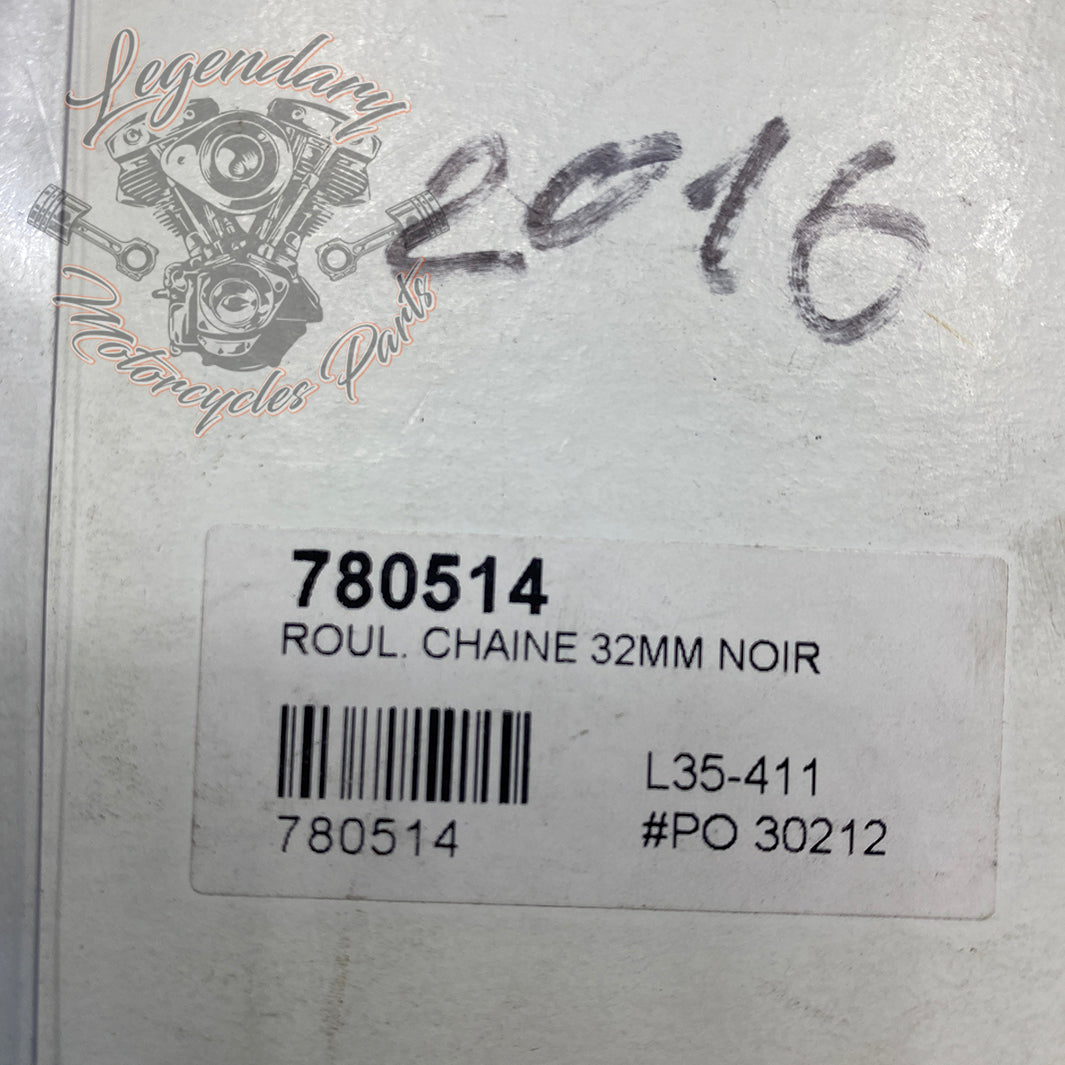 Legendary
Motorcycles Parts
2016
780514
ROUL. CHAINE 32MM NOIR
780514
L35-411
#PO 30212